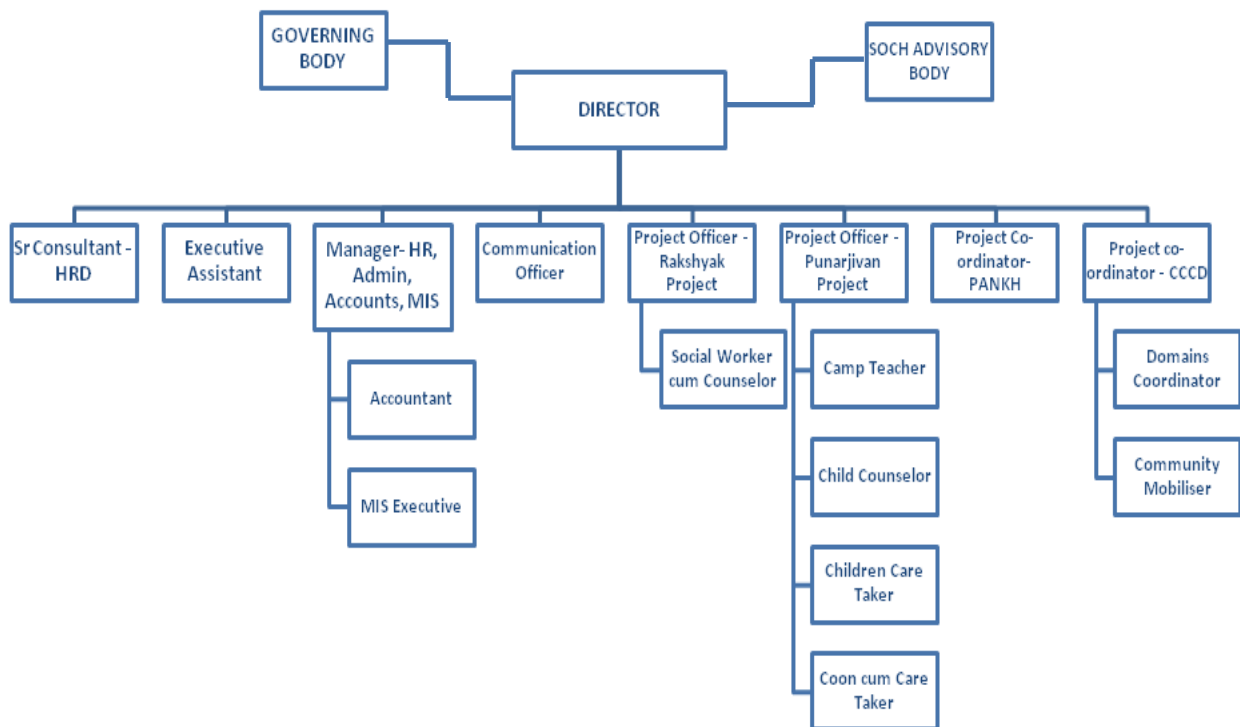 GOVERNING
BODY
SOCH ADVISORY
BODY
DIRECTOR
Sr Consultant -
HRD
Executive
Assistant
Manager- HR,
Admin,
Accounts, MIS
Communication
Officer
Project Officer -
Rakshyak
Project
Project Officer -
Punarjivan
Project
Project Co-
ordinator-
PANKH
Project co-
ordinator - CCCD
Accountant
MIS Executive
Social Worker
cum Counselor
Camp Teacher
Child Counselor
Children Care
Taker
Coon cum Care
Taker
Domains
Coordinator
Community
Mobiliser